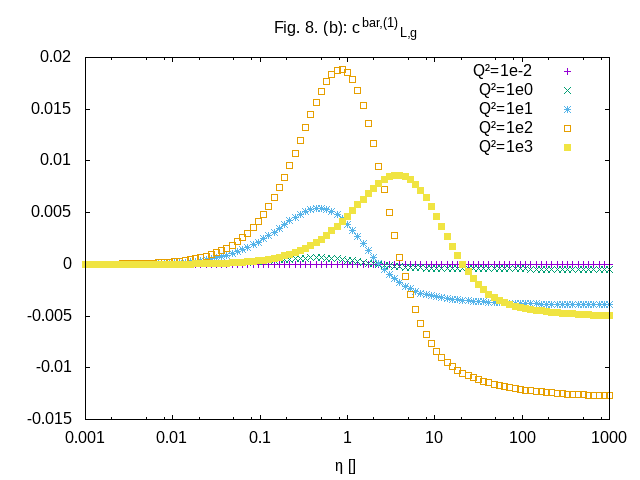 Fig. 8. (b): c^bar,(1)_L,g
Q²=1e-2
Q²=1e0
Q²=1e1
Q²=1e2
Q²=1e3
0.02
0.015
0.01
0.005
0
-0.005
-0.01
-0.015
0.001 0.01 0.1 1 10 100 1000
η []